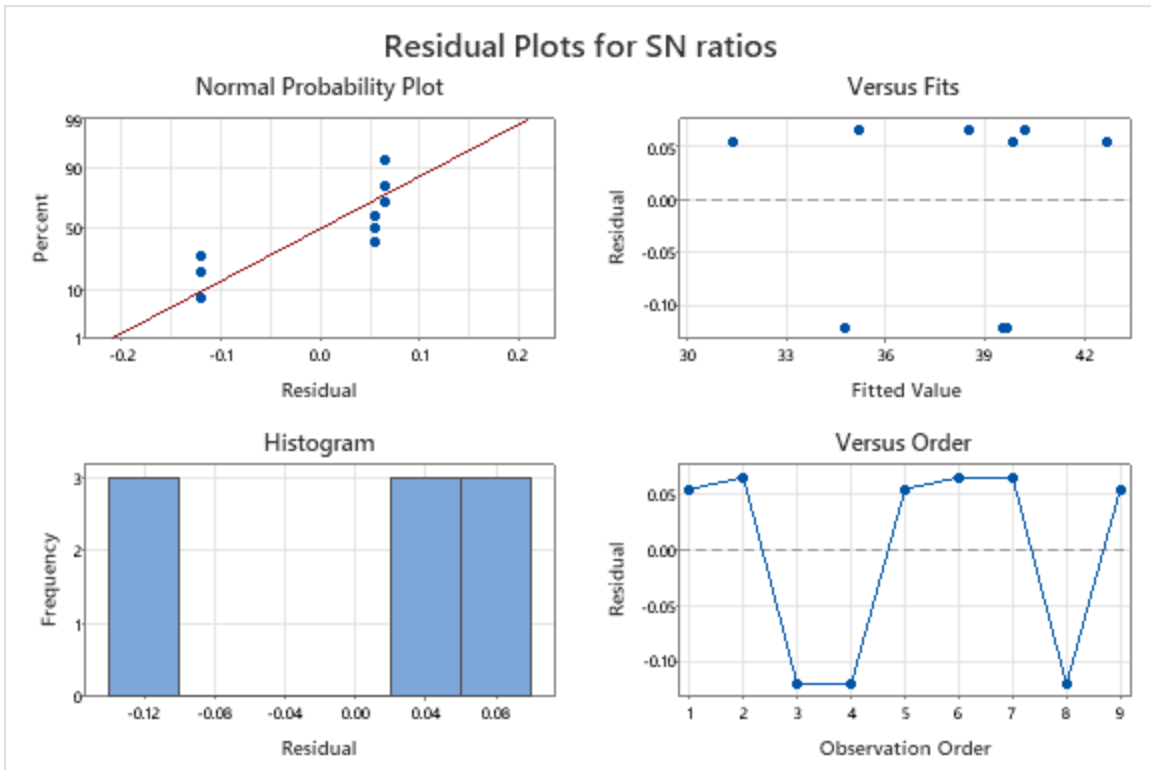 Residual Plots for SN ratios
Normal Probability Plot
99
90
50
10
1
Percent
-0.2 -0.1 0.0 0.1 0.2
Residual
Versus Fits
0.05
0.00
-0.05
-0.10
Residual
30 33 36 39 42
Fitted Value
Histogram
3
2
1
0
Frequency
-0.12 -0.08 -0.04 0.00 0.04 0.08
Residual
Versus Order
0.05
0.00
-0.05
-0.10
Residual
1 2 3 4 5 6 7 8 9
Observation Order